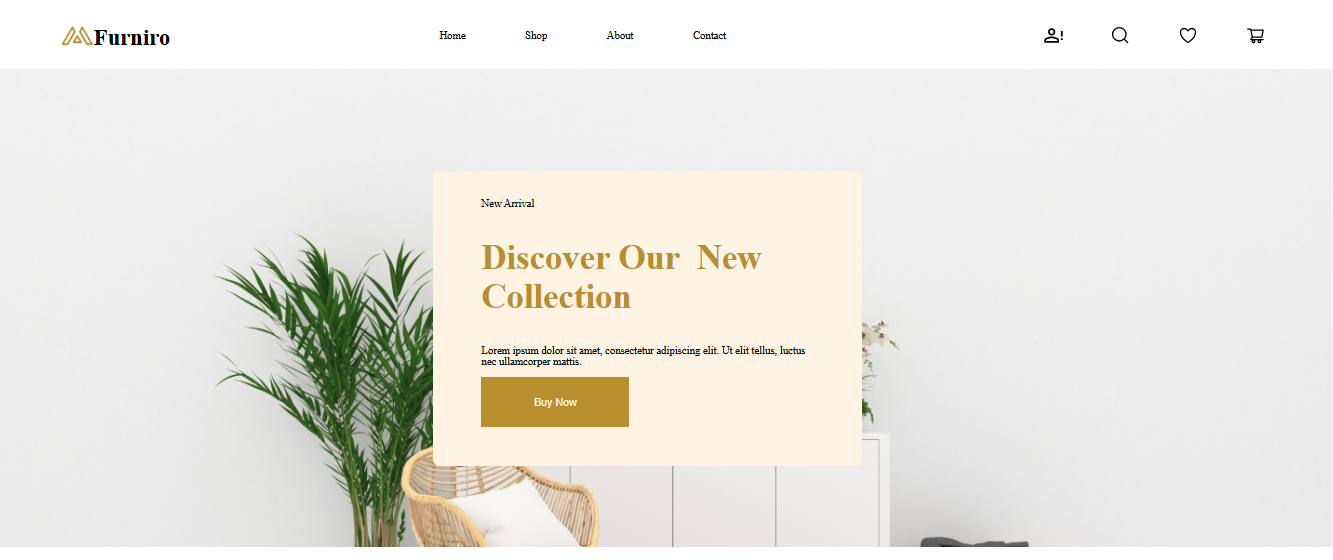 Furniro
Home
Shop
About
Contact
New Arrival
Discover Our New
Collection
Lorem ipsum dolor sit amet, consectetur adipiscing elit. Ut elit tellus, luctus
nec ullamcorper mattis.
Buy Now